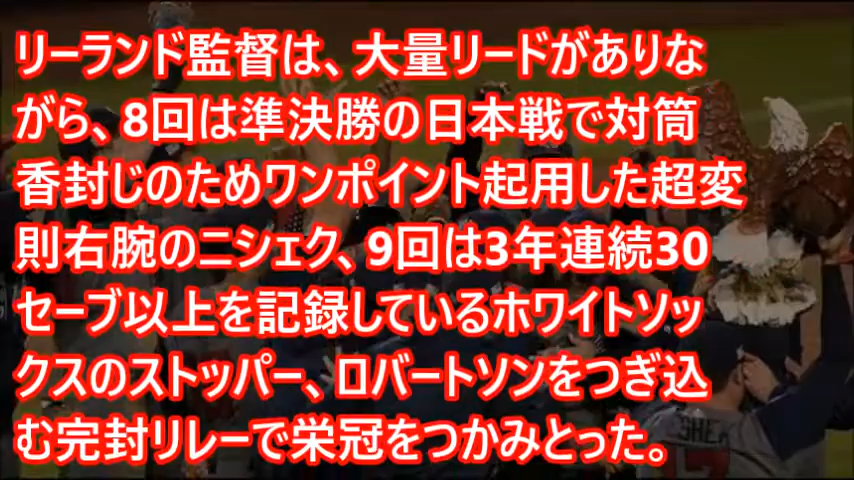 リーランド監督は、大量リードがありな
がら、8回は準決勝の日本戦で対筒
香封じのためワンポイント起用した超変
則右腕のニシェク、9回は3年連続30
セーブ以上を記録しているホワイトソッ
クスのストッパー、ロバートソンをつぎ込
む完封リレーで栄冠をつかみとった。
SHE